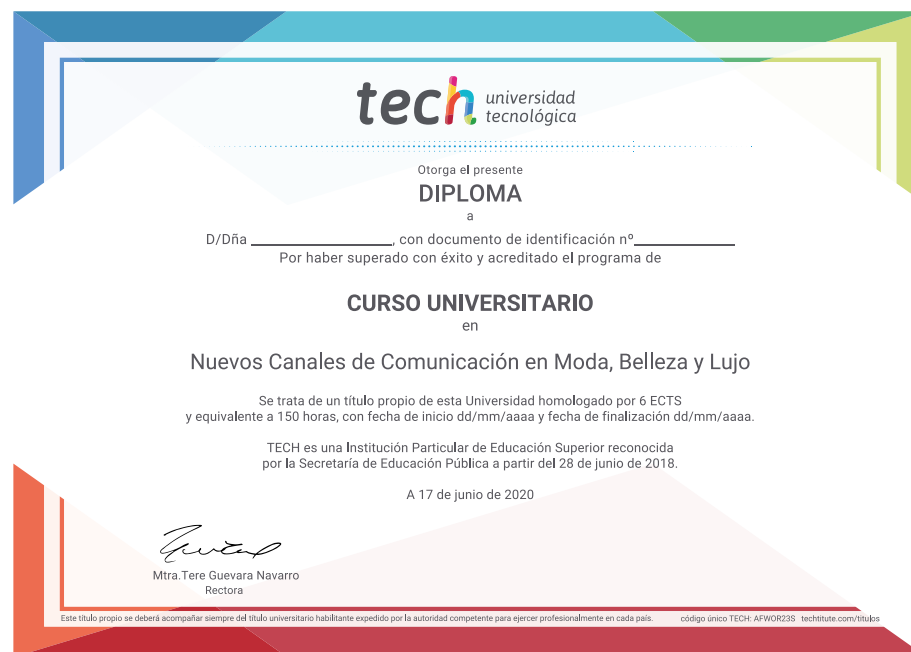 tech universidad
tecnológica
Otorga el presente
DIPLOMA
a
D/Dña ____________, con documento de identificación nº____________
Por haber superado con éxito y acreditado el programa de
CURSO UNIVERSITARIO
en
Nuevos Canales de Comunicación en Moda, Belleza y Lujo
Se trata de un título propio de esta Universidad homologado por 6 ECTS
y equivalente a 150 horas, con fecha de inicio dd/mm/aaaa y fecha de finalización dd/mm/aaaa.
TECH es una Institución Particular de Educación Superior reconocida
por la Secretaría de Educación Pública a partir del 28 de junio de 2018.
A 17 de junio de 2020
Mtra.Tere Guevara Navarro
Rectora
Este título propio se deberá acompañar siempre del título universitario habilitante expedido por la autoridad competente para ejercer profesionalmente en cada país. código único TECH: AFWOR23S techtitute.com/titulos